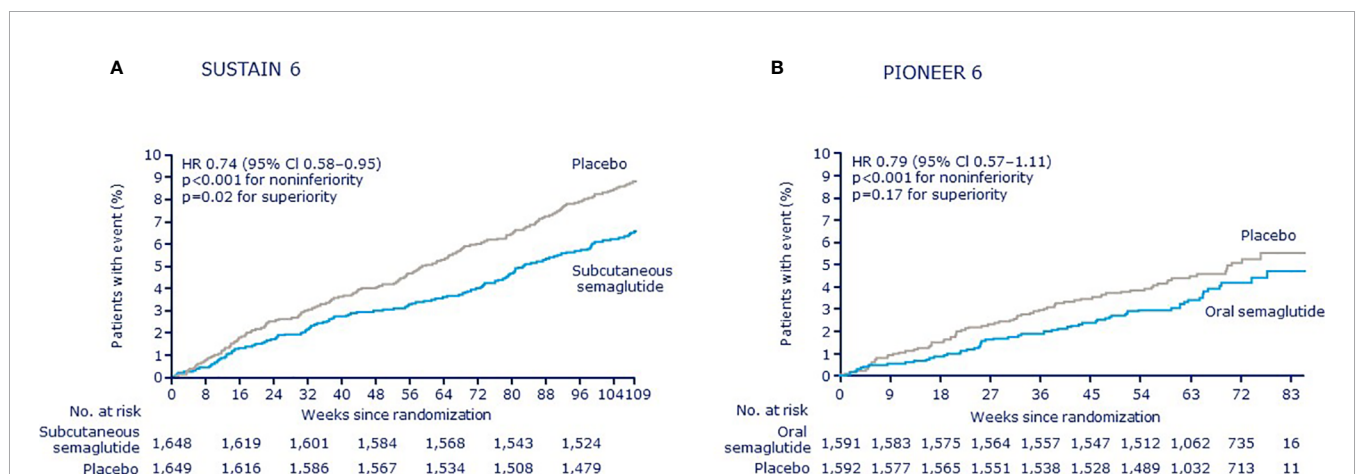 A SUSTAIN 6
10
9
8
7
6
5
4
3
2
1
0
Patients with event (%)
HR 0.74 (95% CI 0.58–0.95)
p<0.001 for noninferiority
p=0.02 for superiority
Placebo
Subcutaneous
semaglutide
0 8 16 24 32 40 48 56 64 72 80 88 96 104 109
Weeks since randomization
No. at risk
Subcutaneous
semaglutide 1,648 1,619 1,601 1,584 1,568 1,543 1,524
Placebo 1,649 1,616 1,586 1,567 1,534 1,508 1,479
B PIONEER 6
10
9
8
7
6
5
4
3
2
1
0
Patients with event (%)
HR 0.79 (95% CI 0.57–1.11)
p<0.001 for noninferiority
p=0.17 for superiority
Placebo
Oral semaglutide
0 9 18 27 36 45 54 63 72 83
Weeks since randomization
No. at risk
Oral
semaglutide 1,591 1,583 1,575 1,564 1,557 1,547 1,512 1,062 735 16
Placebo 1,592 1,577 1,565 1,551 1,538 1,528 1,489 1,032 713 11